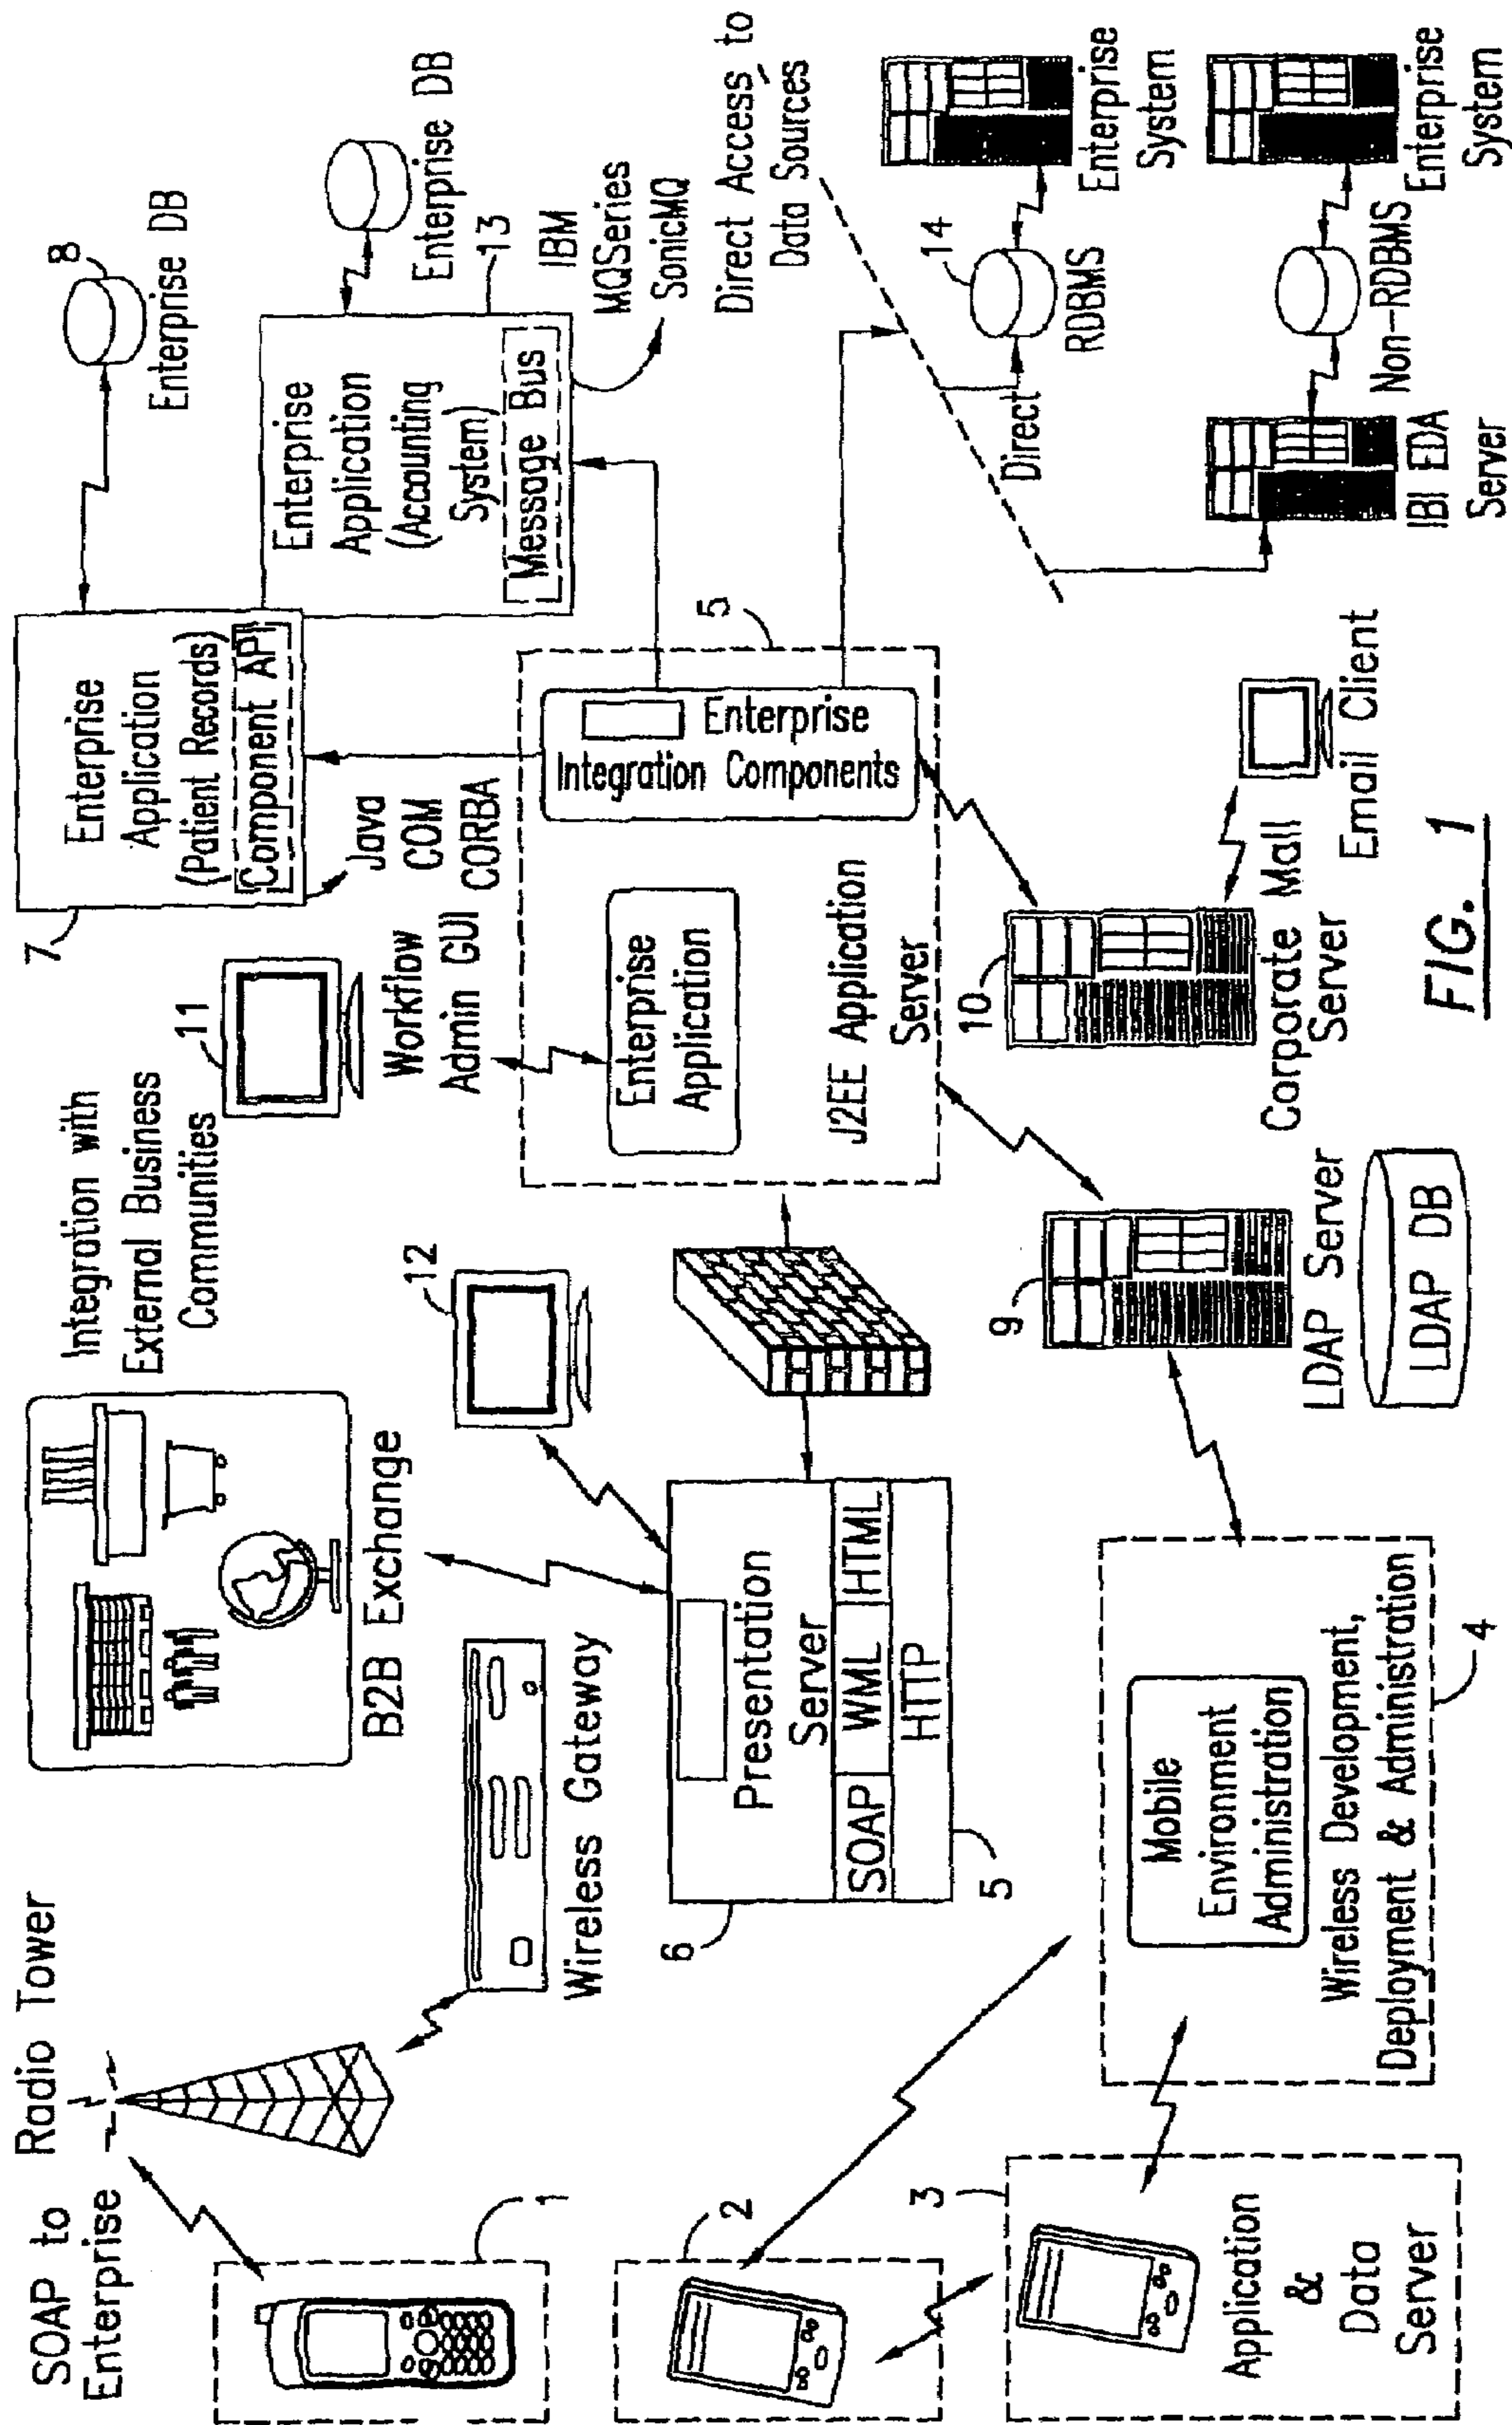 SOAP to
Enterprise
Radio Tower
1
2
3
Application
&
Data
Server
Wireless Gateway
B2B Exchange
Integration with
External Business
Communities
12
11
Workflow
Admin GUI
6
Presentation
Server
SOAP
WML
HTML
HTTP
5
Mobile
Environment
Administration
Wireless Development,
Deployment & Administration
4
9
LDAP Server
LDAP DB
10
Corporate Mail
Server
Email Client
Enterprise
Application
J2EE Application
Server
Enterprise
Integration Components
5
7
Enterprise
Application
(Patient Records)
Component API
Java
COM
CORBA
8
Enterprise DB
Enterprise
Application
(Accounting
System)
Message Bus
Enterprise DB
13
IBM
MQSeries
SonicMQ
Direct Access to
Data Sources
Direct
14
RDBMS
Enterprise
System
IBI EDA
Server
Non-RDBMS
Enterprise
System
FIG. 1